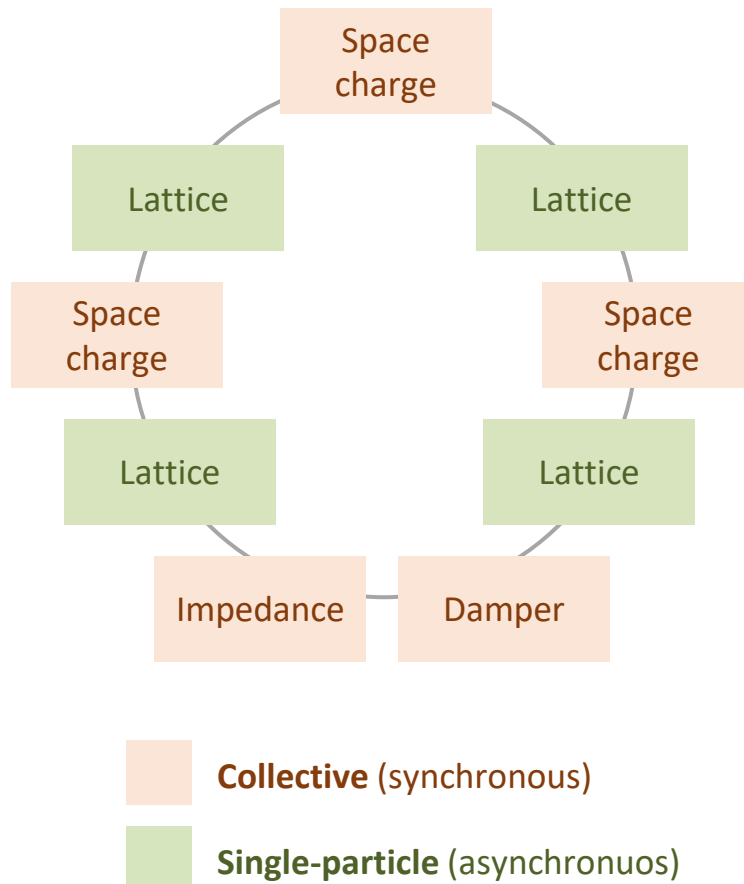 Space
charge
Lattice
Lattice
Space
charge
Space
charge
Lattice
Lattice
Impedance
Damper
Collective (synchronous)
Single-particle (asynchronuos)